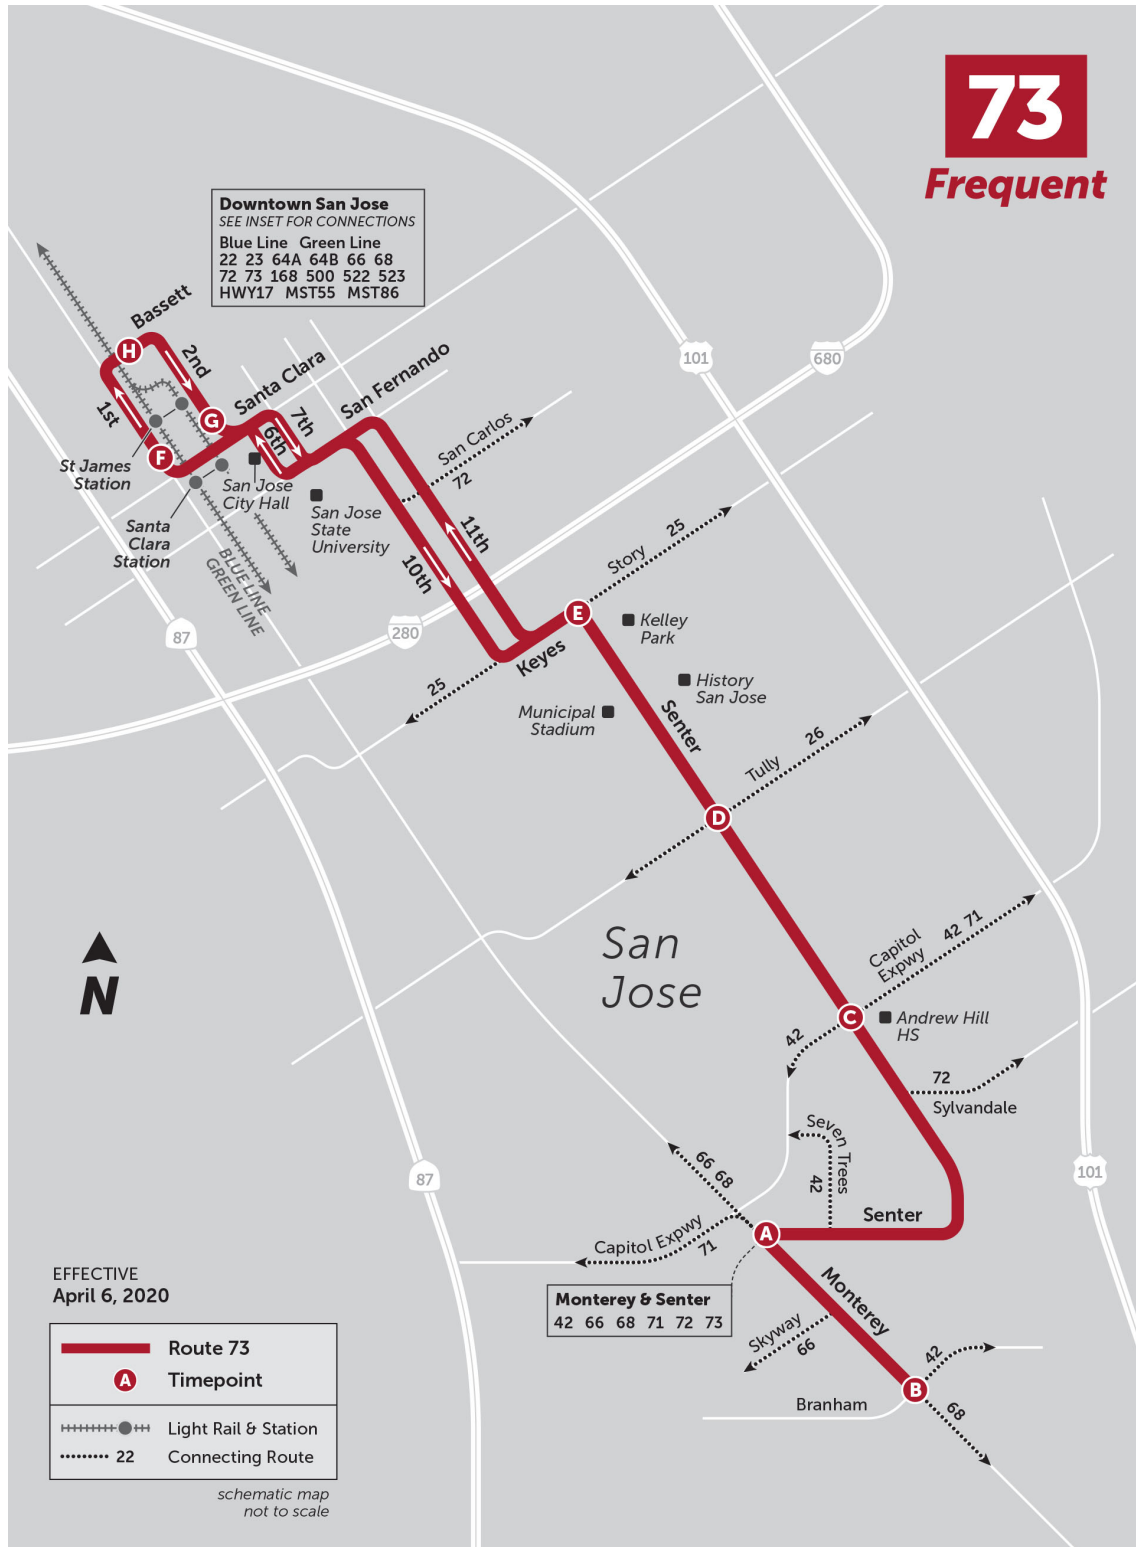 73
Frequent
Downtown San Jose
SEE INSET FOR CONNECTIONS
Blue Line Green Line
22 23 64A 64B 66 68
72 73 168 500 522 523
HWY17 MST55 MST86
Bassett
H
2nd
1st
G
F
Santa Clara
7th
6th
San Fernando
101
680
San Carlos
72
St James
Station
San Jose
City Hall
Santa
Clara
Station
San Jose
State
University
BLUE LINE
GREEN LINE
10th
11th
Story
25
87
280
E
Kelley
Park
Keyes
25
History
San Jose
Municipal
Stadium
Senter
Tully
26
D
San
Jose
N
Capitol
Expwy
42 71
C
Andrew Hill
HS
42
72
Sylvandale
Seven Trees
42
66 68
87
101
Senter
A
Capitol Expwy
71
Monterey & Senter
42 66 68 71 72 73
Monterey
Skyway
66
42
B
Branham
68
EFFECTIVE
April 6, 2020
Route 73
A Timepoint
Light Rail & Station
22 Connecting Route
schematic map
not to scale